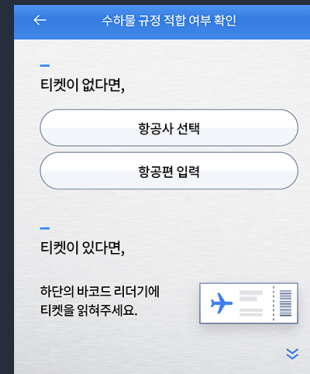 수하물 규정 적합 여부 확인
티켓이 없다면,
항공사 선택
항공편 입력
티켓이 있다면,
하단의 바코드 리더기에
티켓을 읽혀주세요.